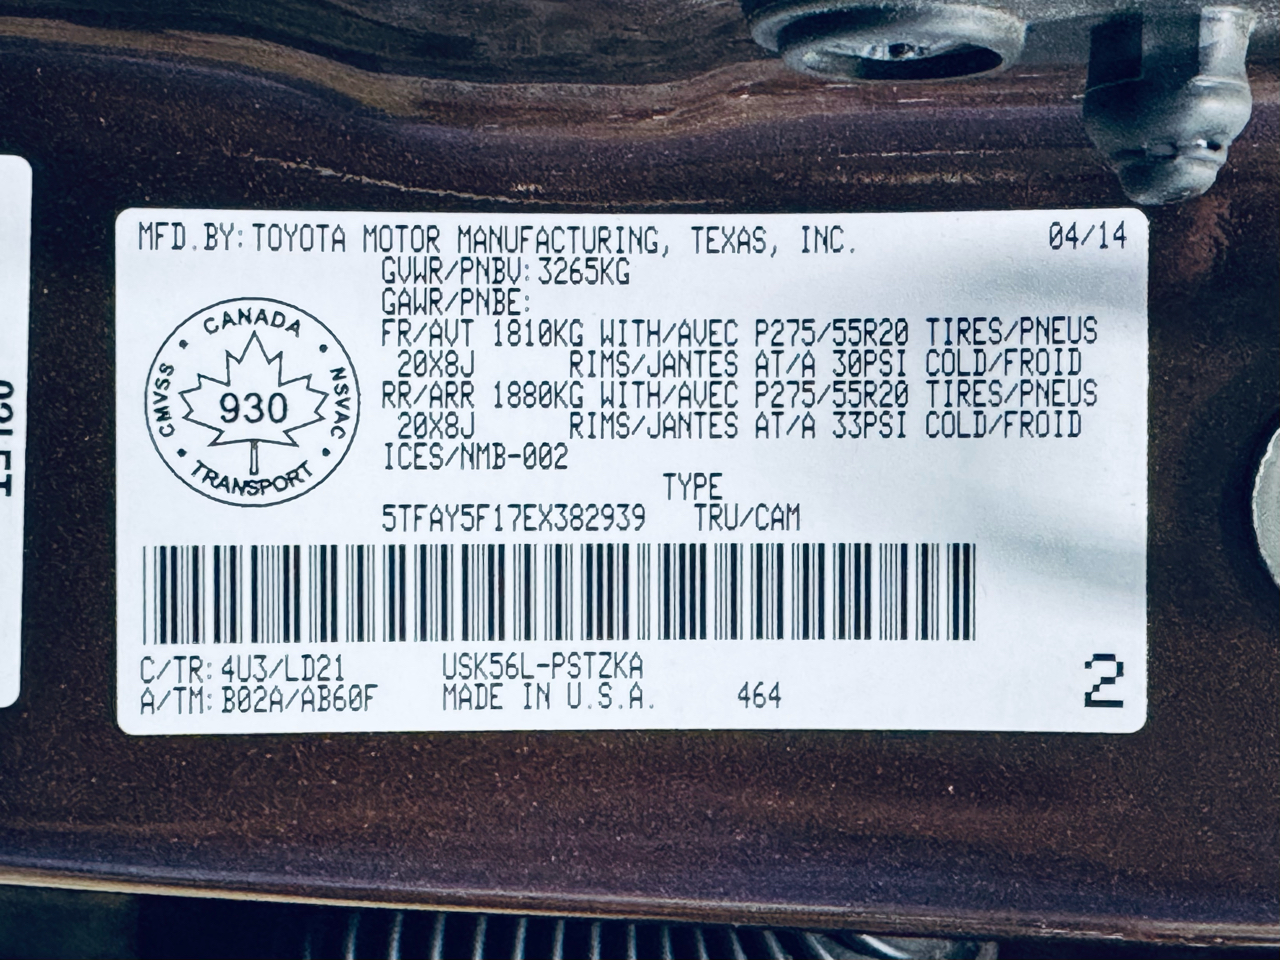 MFD.BY: TOYOTA MOTOR MANUFACTURING, TEXAS, INC. 04/14
GVWR/PNBV: 3265KG
GAWR/PNBE:
FR/AVT 1810KG WITH/AVEC P275/55R20 TIRES/PNEUS
20X8J RIMS/JANTES AT/A 30PSI COLD/FROID
RR/ARR 1880KG WITH/AVEC P275/55R20 TIRES/PNEUS
20X8J RIMS/JANTES AT/A 33PSI COLD/FROID
ICES/NMB-002
CANADA
CMVSS
930
NSVAC
TRANSPORT
TYPE
5TFAY5F17EX382939 TRU/CAM
C/TR: 4U3/LD21 USK56L-PSTZKA
A/TM: B02A/AB60F MADE IN U.S.A. 464
2